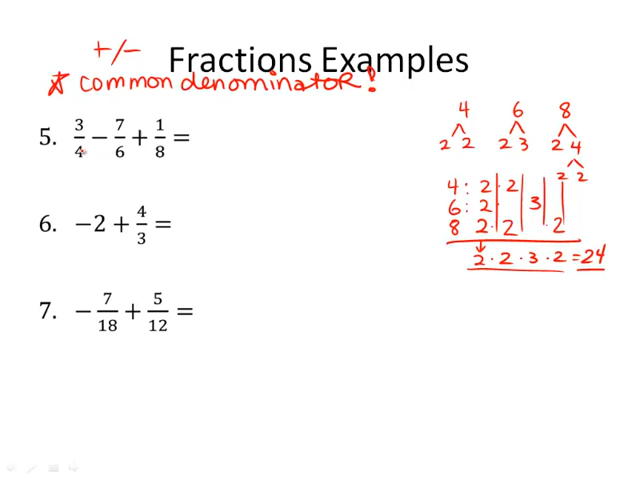 +/-
Fractions Examples
* common denominator!
5. 3/4 − 7/6 + 1/8 =
6. −2 + 4/3 =
7. − 7/18 + 5/12 =
4 6 8
2 2 2 3 2 4
2 2
4: 2 · 2
6: 2 · 3
8 2 · 2 · 2
2 · 2 · 3 · 2 = 24